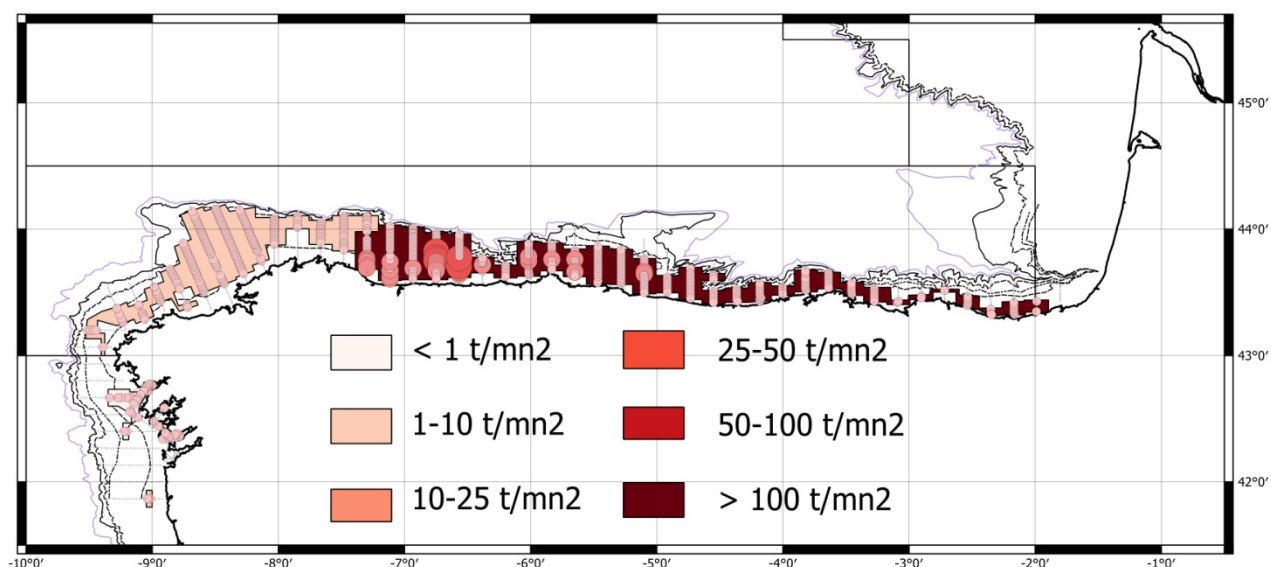 45°0′
44°0′
43°0′
42°0′
< 1 t/mn2
25-50 t/mn2
1-10 t/mn2
50-100 t/mn2
10-25 t/mn2
> 100 t/mn2
-10°0′ -9°0′ -8°0′ -7°0′ -6°0′ -5°0′ -4°0′ -3°0′ -2°0′ -1°0′